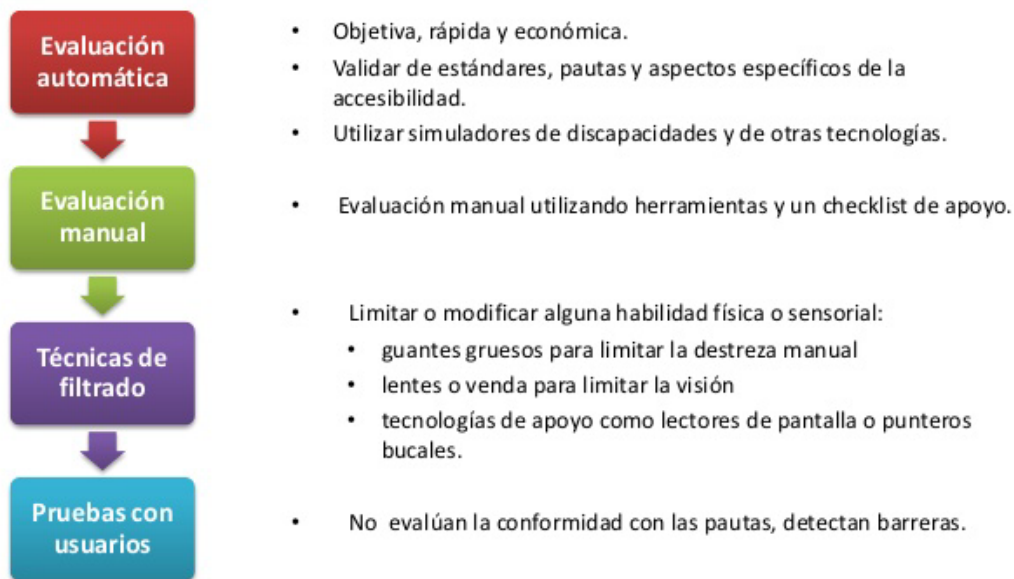 Evaluación
automática
• Objetiva, rápida y económica.
• Validar de estándares, pautas y aspectos específicos de la
accesibilidad.
• Utilizar simuladores de discapacidades y de otras tecnologías.
Evaluación
manual
• Evaluación manual utilizando herramientas y un checklist de apoyo.
Técnicas de
filtrado
• Limitar o modificar alguna habilidad física o sensorial:
• guantes gruesos para limitar la destreza manual
• lentes o venda para limitar la visión
• tecnologías de apoyo como lectores de pantalla o punteros
bucales.
Pruebas con
usuarios
• No evalúan la conformidad con las pautas, detectan barreras.